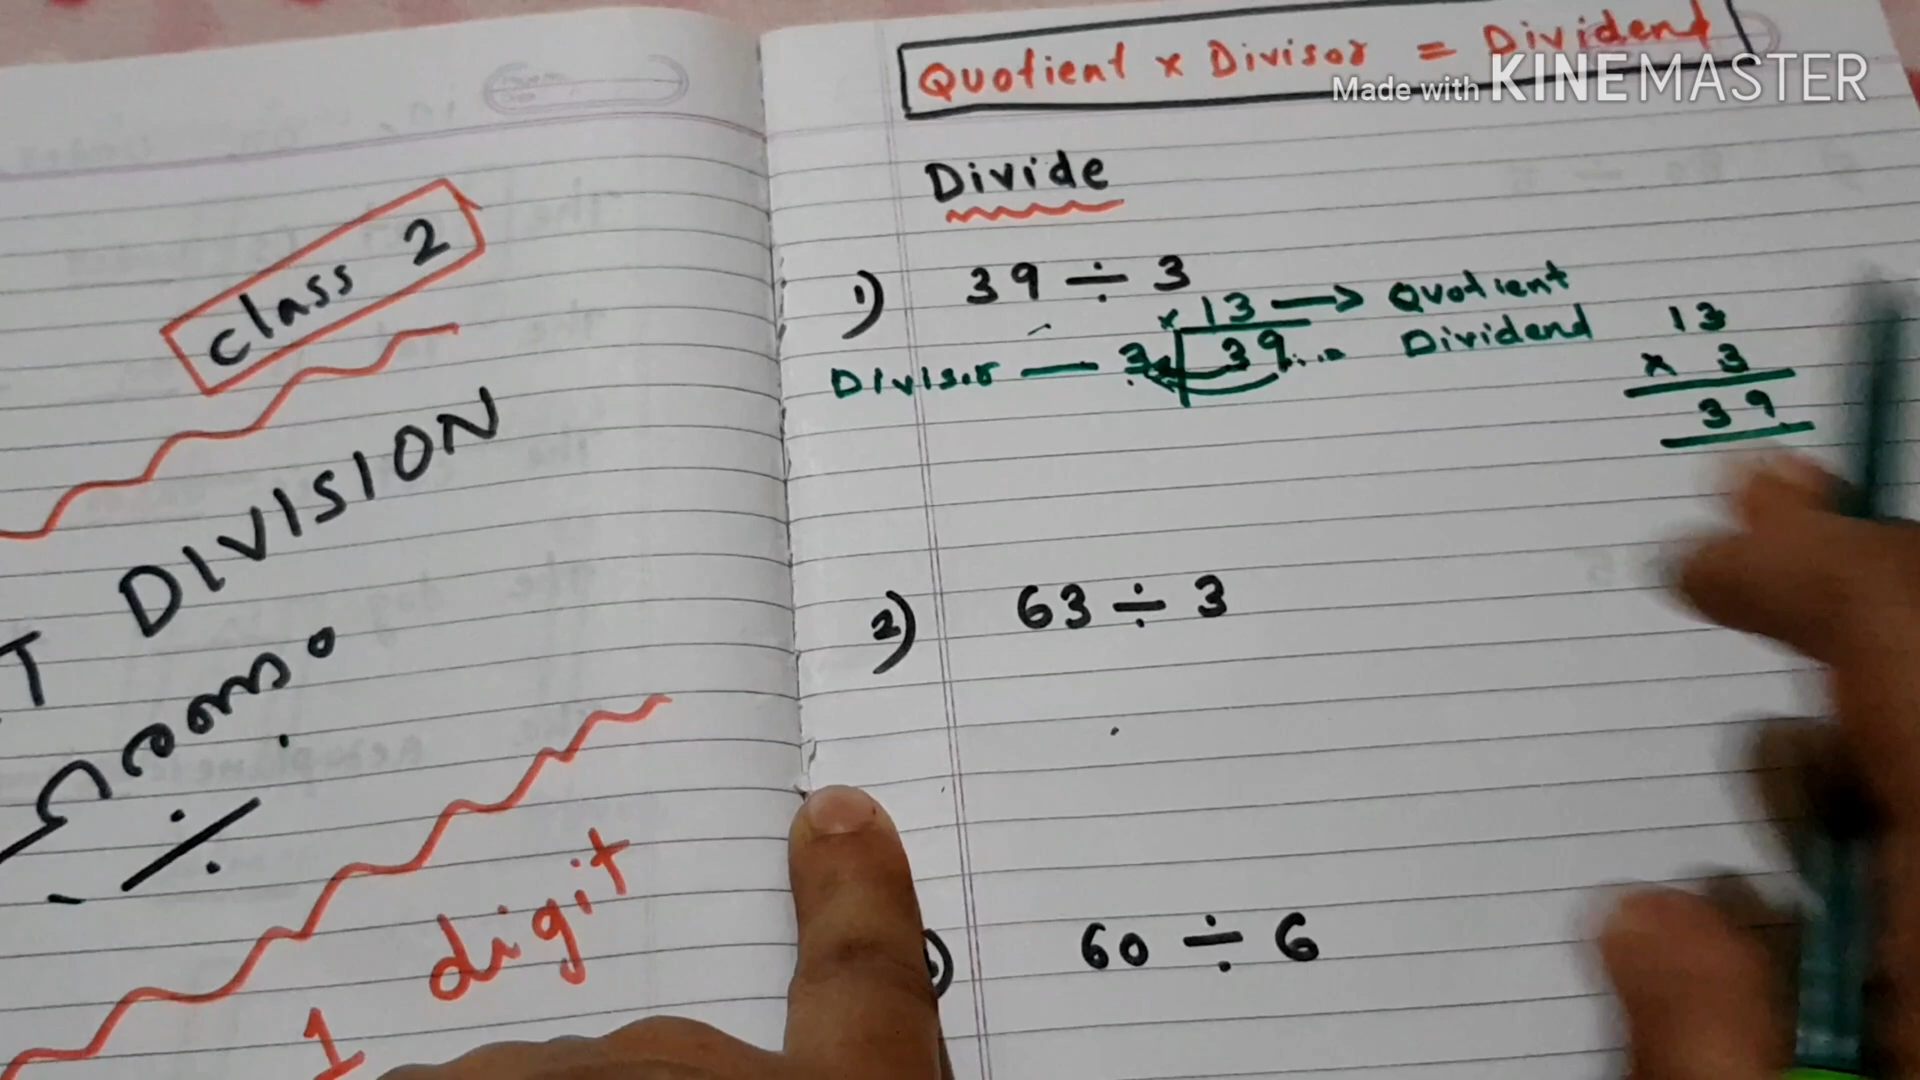 class 2
DIVISION
ഹരണം
÷
1 digit
Quotient x Divisor = Dividend
Made with KINEMASTER
Divide
1) 39 ÷ 3
x 13 → Quotient
Divisor — 3 39 Dividend
13
x 3
39
2) 63 ÷ 3
) 60 ÷ 6